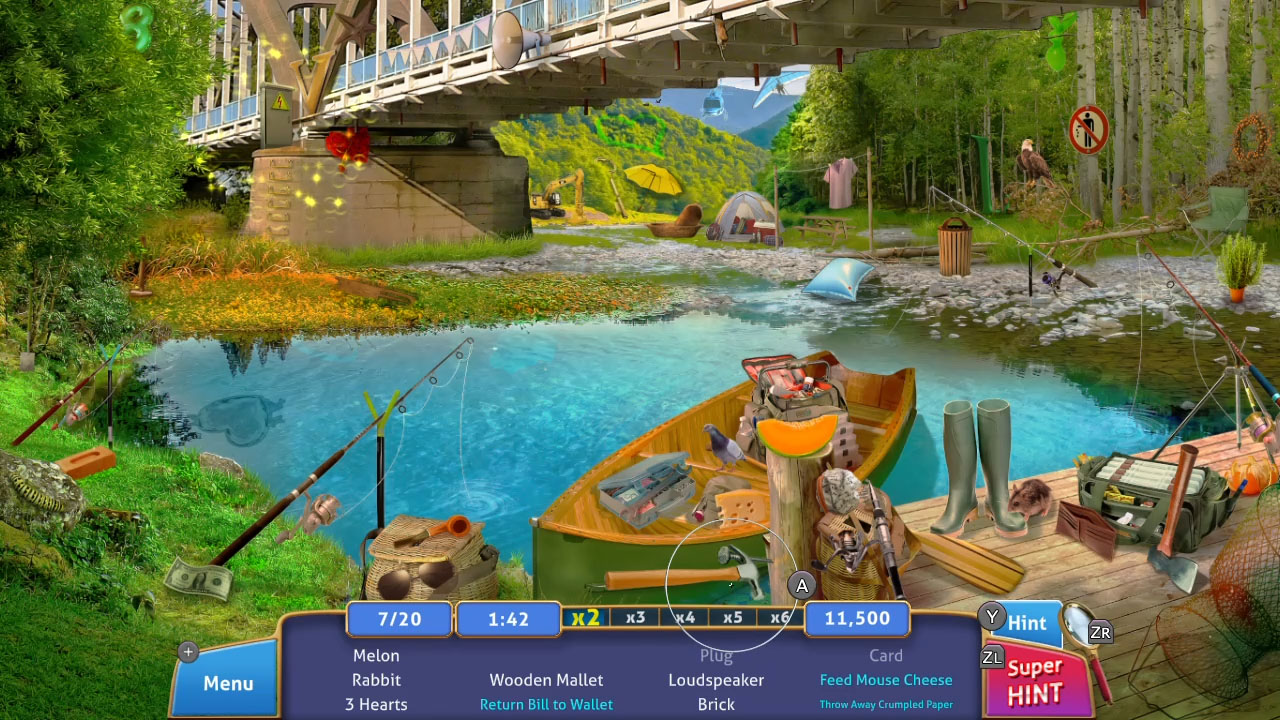 A
7/20
1:42
x2 x3 x4 x5 x6
11,500
Y
Hint
ZR
+
Menu
Melon
Rabbit
3 Hearts
Wooden Mallet
Return Bill to Wallet
Plug
Loudspeaker
Brick
Card
Feed Mouse Cheese
Throw Away Crumpled Paper
ZL
Super
HINT